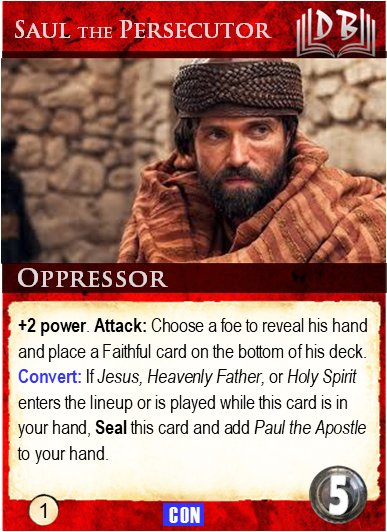 SAUL THE PERSECUTOR
DB
OPPRESSOR
+2 power. Attack: Choose a foe to reveal his hand
and place a Faithful card on the bottom of his deck.
Convert: If Jesus, Heavenly Father, or Holy Spirit
enters the lineup or is played while this card is in
your hand, Seal this card and add Paul the Apostle
to your hand.
1
CON
5